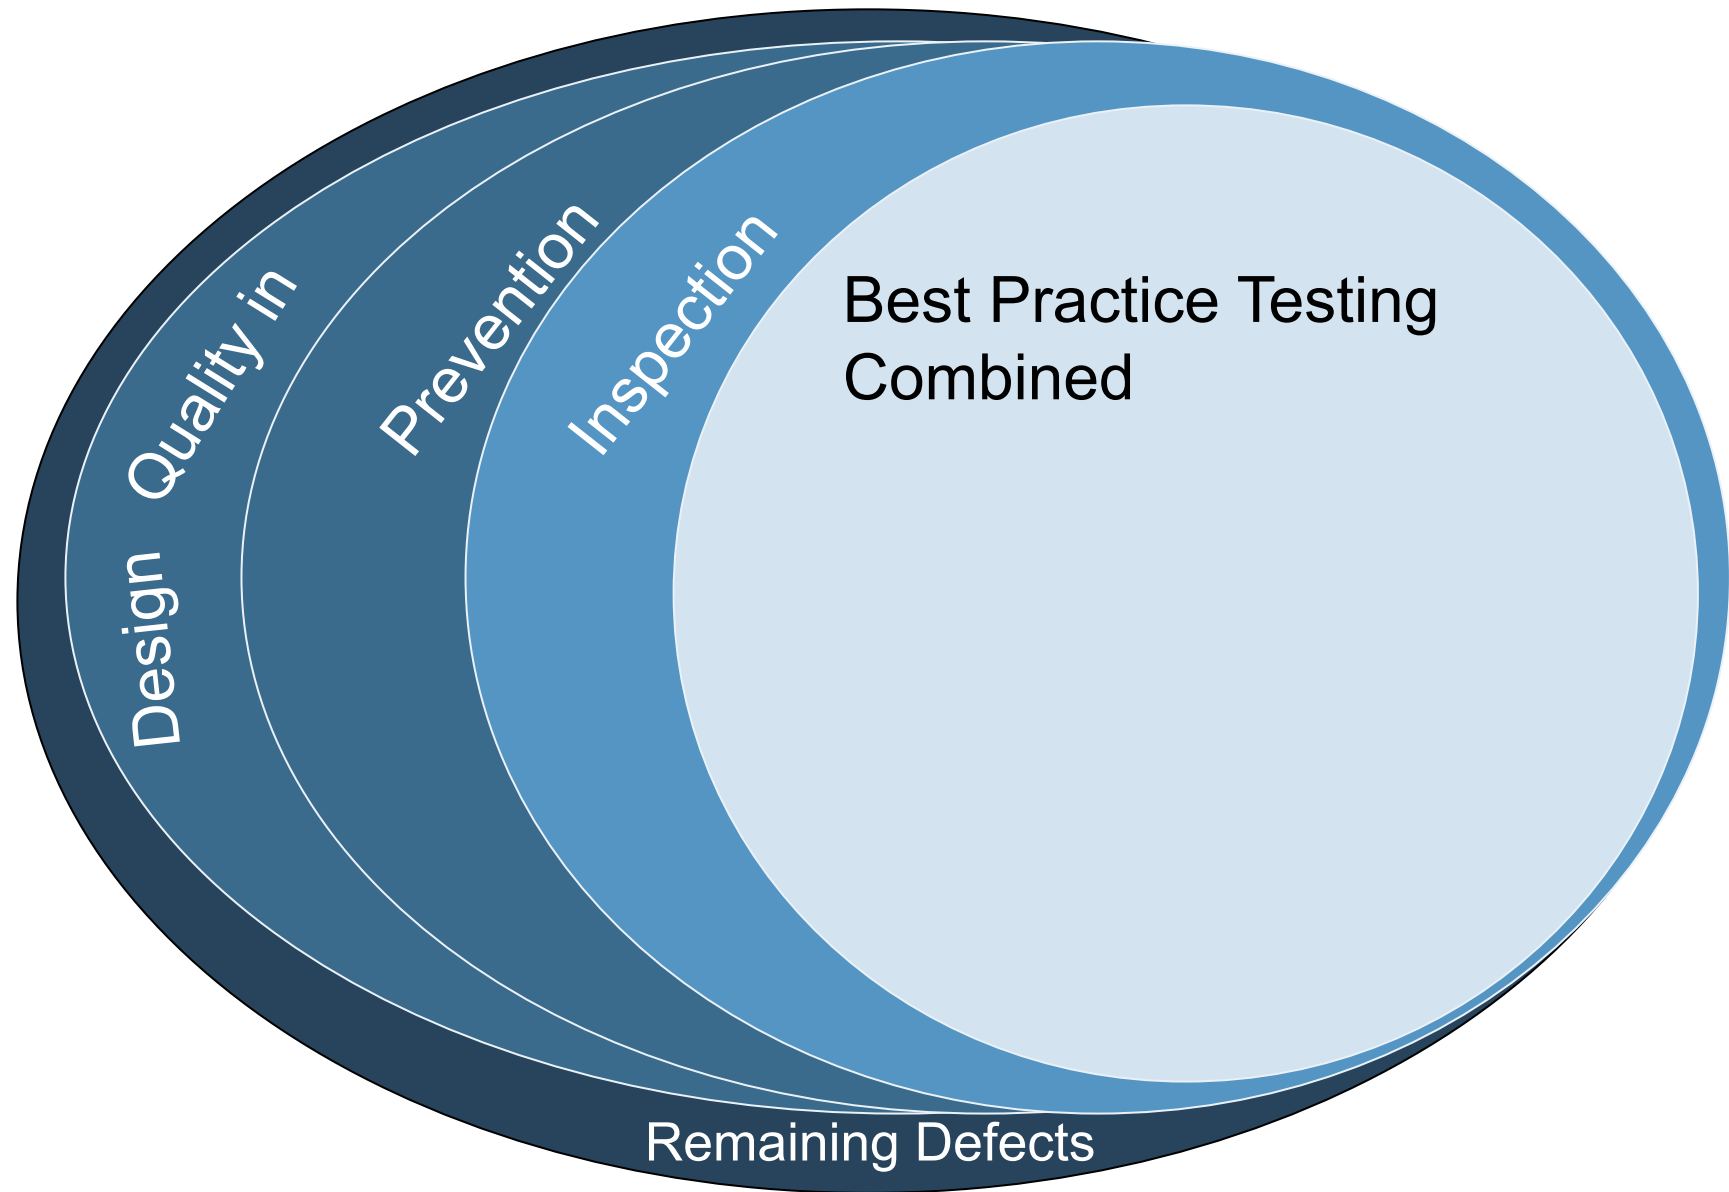 Quality in
Design
Prevention
Inspection
Best Practice Testing
Combined
Remaining Defects